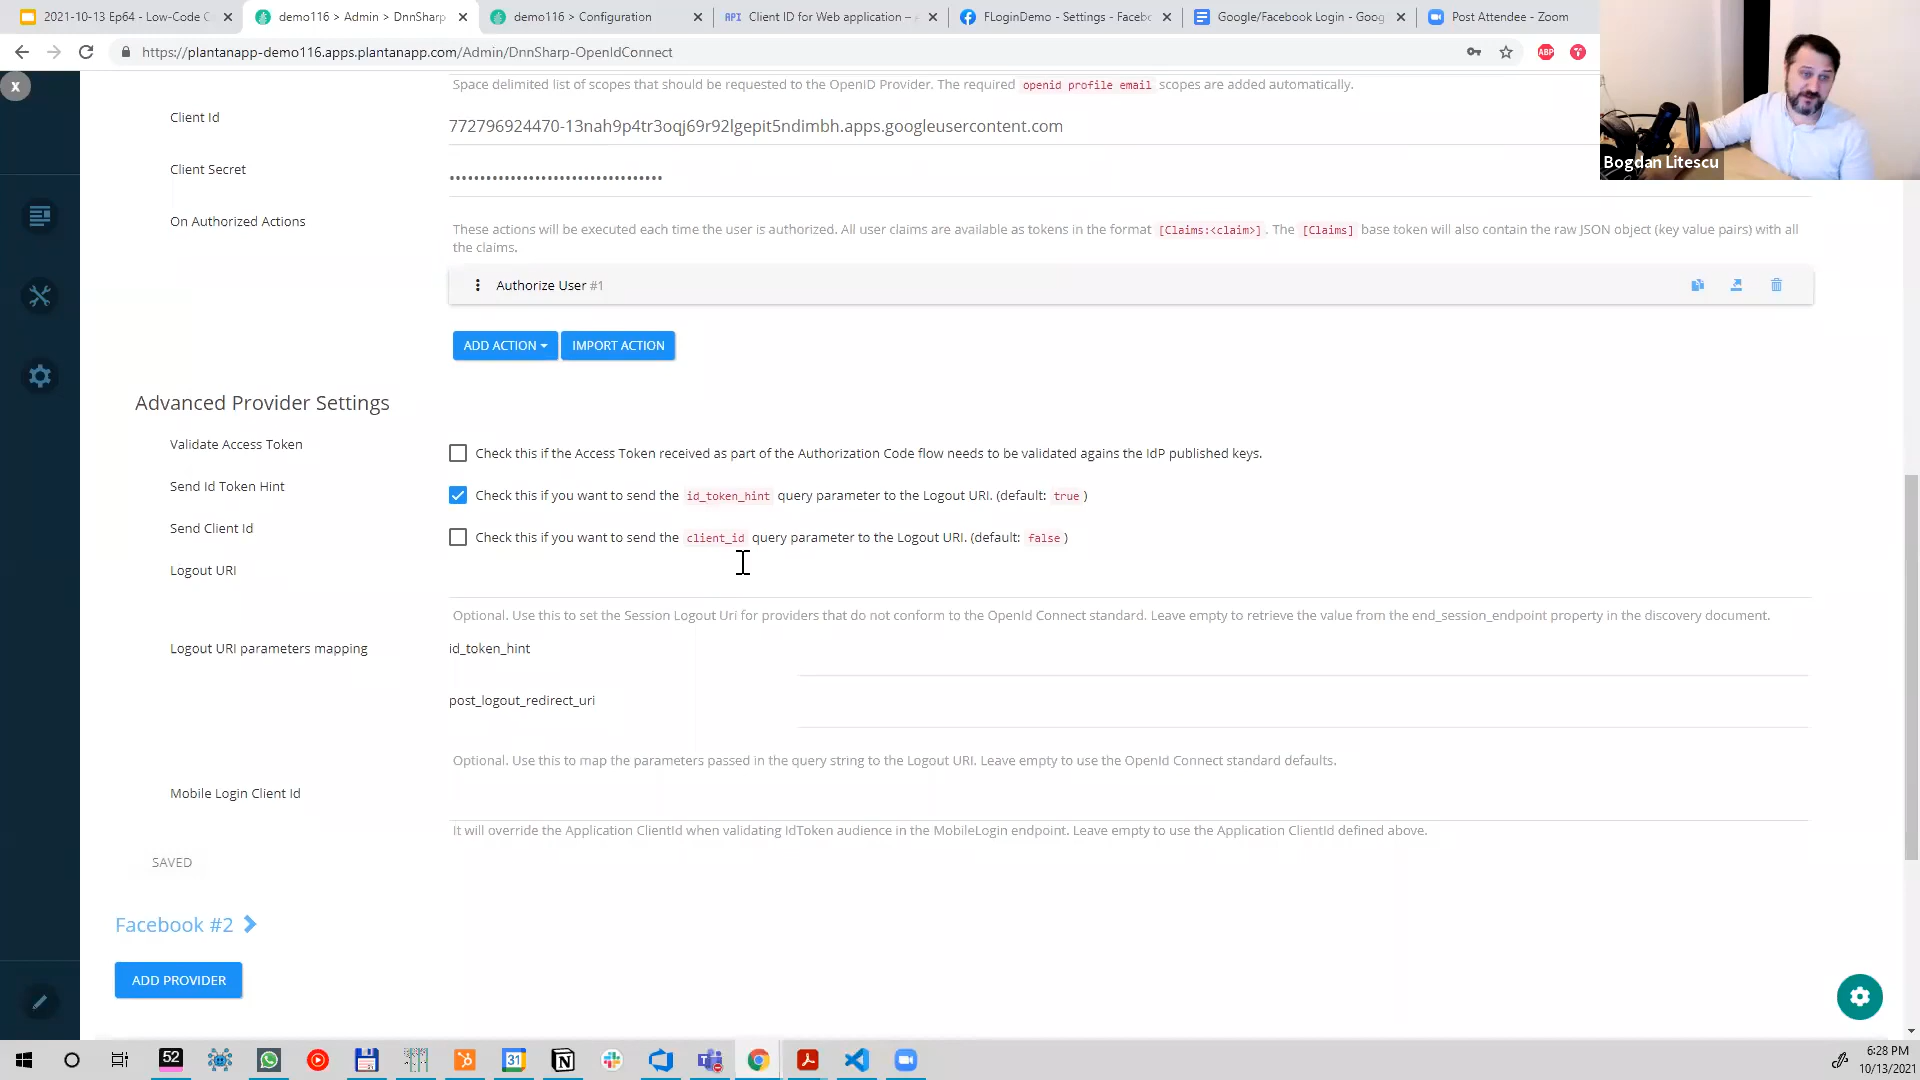 2021-10-13 Ep64 - Low-Code C
demo116 > Admin > DnnSharp
demo116 > Configuration
API Client ID for Web application –
FLoginDemo - Settings - Facebo
Google/Facebook Login - Goog
Post Attendee - Zoom
https://plantanapp-demo116.apps.plantanapp.com/Admin/DnnSharp-OpenIdConnect
ABP
x
Space delimited list of scopes that should be requested to the OpenID Provider. The required openid profile email scopes are added automatically.
Client Id
772796924470-13nah9p4tr3oqj69r92lgepit5ndimbh.apps.googleusercontent.com
Bogdan Litescu
Client Secret
••••••••••••••••••••••••••••••••••
On Authorized Actions
These actions will be executed each time the user is authorized. All user claims are available as tokens in the format [Claims:<claim>]. The [Claims] base token will also contain the raw JSON object (key value pairs) with all
the claims.
Authorize User #1
ADD ACTION
IMPORT ACTION
Advanced Provider Settings
Validate Access Token
Check this if the Access Token received as part of the Authorization Code flow needs to be validated agains the IdP published keys.
Send Id Token Hint
Check this if you want to send the id_token_hint query parameter to the Logout URI. (default: true)
Send Client Id
Check this if you want to send the client_id query parameter to the Logout URI. (default: false)
Logout URI
Optional. Use this to set the Session Logout Uri for providers that do not conform to the OpenId Connect standard. Leave empty to retrieve the value from the end_session_endpoint property in the discovery document.
Logout URI parameters mapping
id_token_hint
post_logout_redirect_uri
Optional. Use this to map the parameters passed in the query string to the Logout URI. Leave empty to use the OpenId Connect standard defaults.
Mobile Login Client Id
It will override the Application ClientId when validating IdToken audience in the MobileLogin endpoint. Leave empty to use the Application ClientId defined above.
SAVED
Facebook #2
ADD PROVIDER
52
31
6:28 PM
10/13/2021